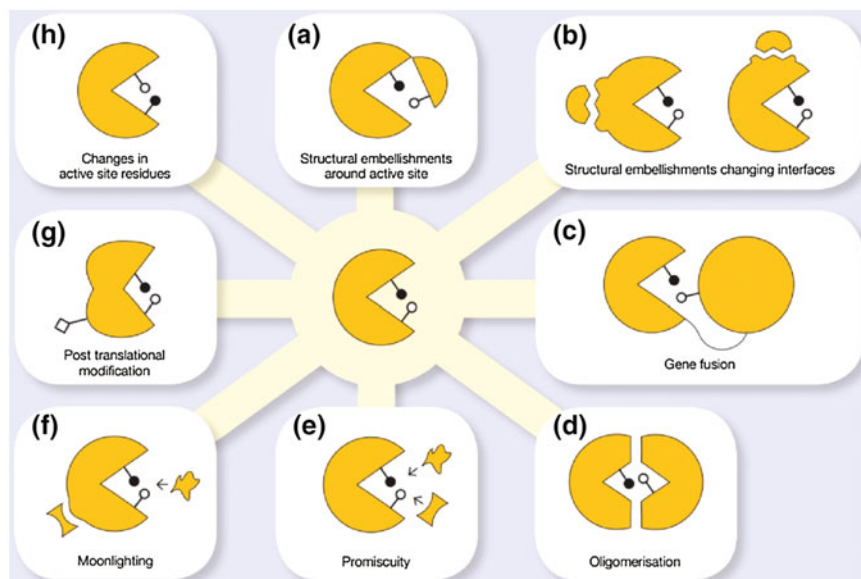 (h)
Changes in
active site residues
(a)
Structural embellishments
around active site
(b)
Structural embellishments changing interfaces
(g)
Post translational
modification
(c)
Gene fusion
(f)
Moonlighting
(e)
Promiscuity
(d)
Oligomerisation